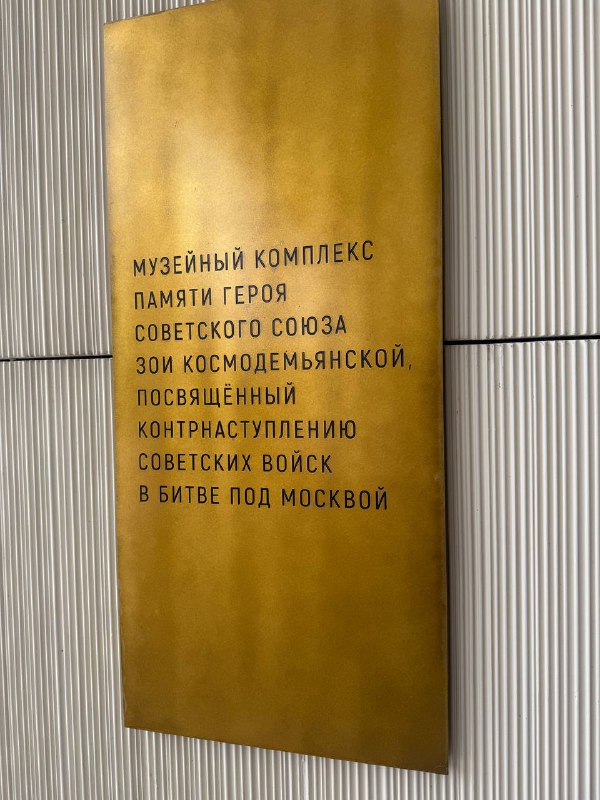 МУЗЕЙНЫЙ КОМПЛЕКС
ПАМЯТИ ГЕРОЯ
СОВЕТСКОГО СОЮЗА
ЗОИ КОСМОДЕМЬЯНСКОЙ,
ПОСВЯЩЁННЫЙ
КОНТРНАСТУПЛЕНИЮ
СОВЕТСКИХ ВОЙСК
В БИТВЕ ПОД МОСКВОЙ